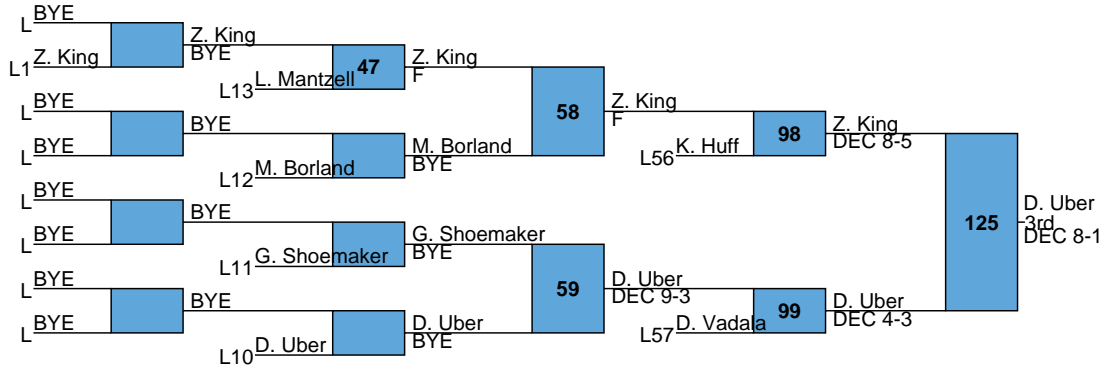 L BYE
L1 Z. King
Z. King
BYE
L13 L. Mantzell
47
Z. King
F
L BYE
L BYE
BYE
L12 M. Borland
M. Borland
BYE
58
Z. King
F
L56 K. Huff
98
Z. King
DEC 8-5
L BYE
L BYE
BYE
L11 G. Shoemaker
G. Shoemaker
BYE
L BYE
L BYE
BYE
L10 D. Uber
D. Uber
BYE
59
D. Uber
DEC 9-3
L57 D. Vadala
99
D. Uber
DEC 4-3
125
D. Uber
3rd
DEC 8-1